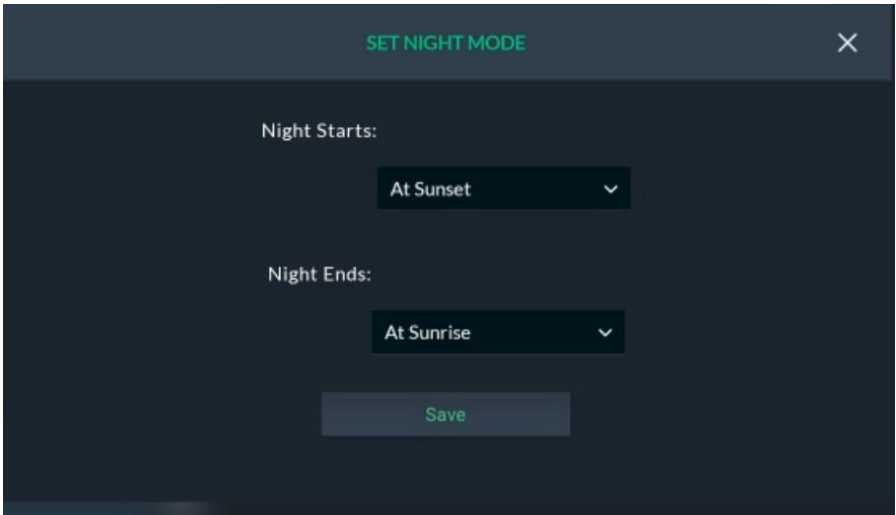 SET NIGHT MODE
Night Starts:
At Sunset
Night Ends:
At Sunrise
Save